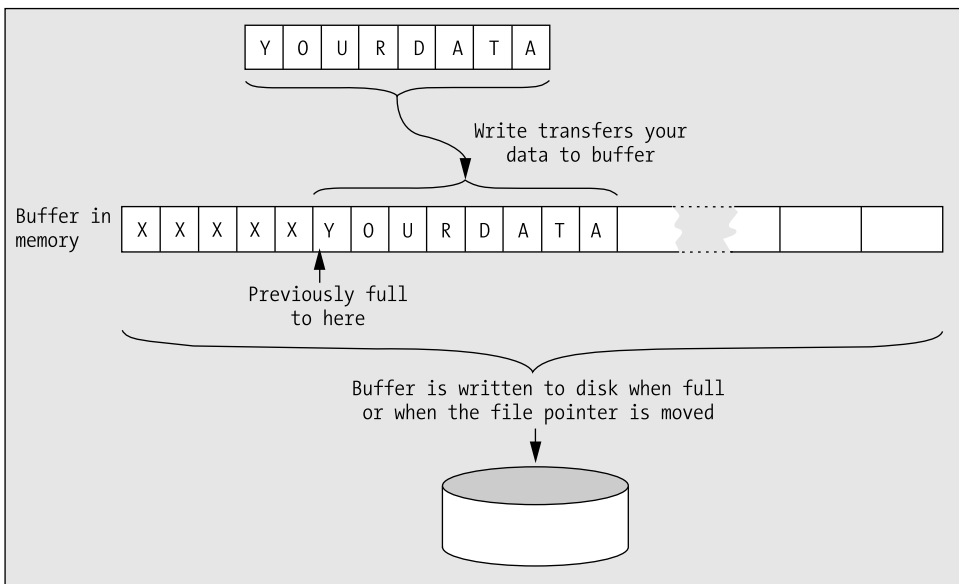 Y O U R D A T A
Write transfers your
data to buffer
Buffer in
memory
X X X X X Y O U R D A T A
Previously full
to here
Buffer is written to disk when full
or when the file pointer is moved